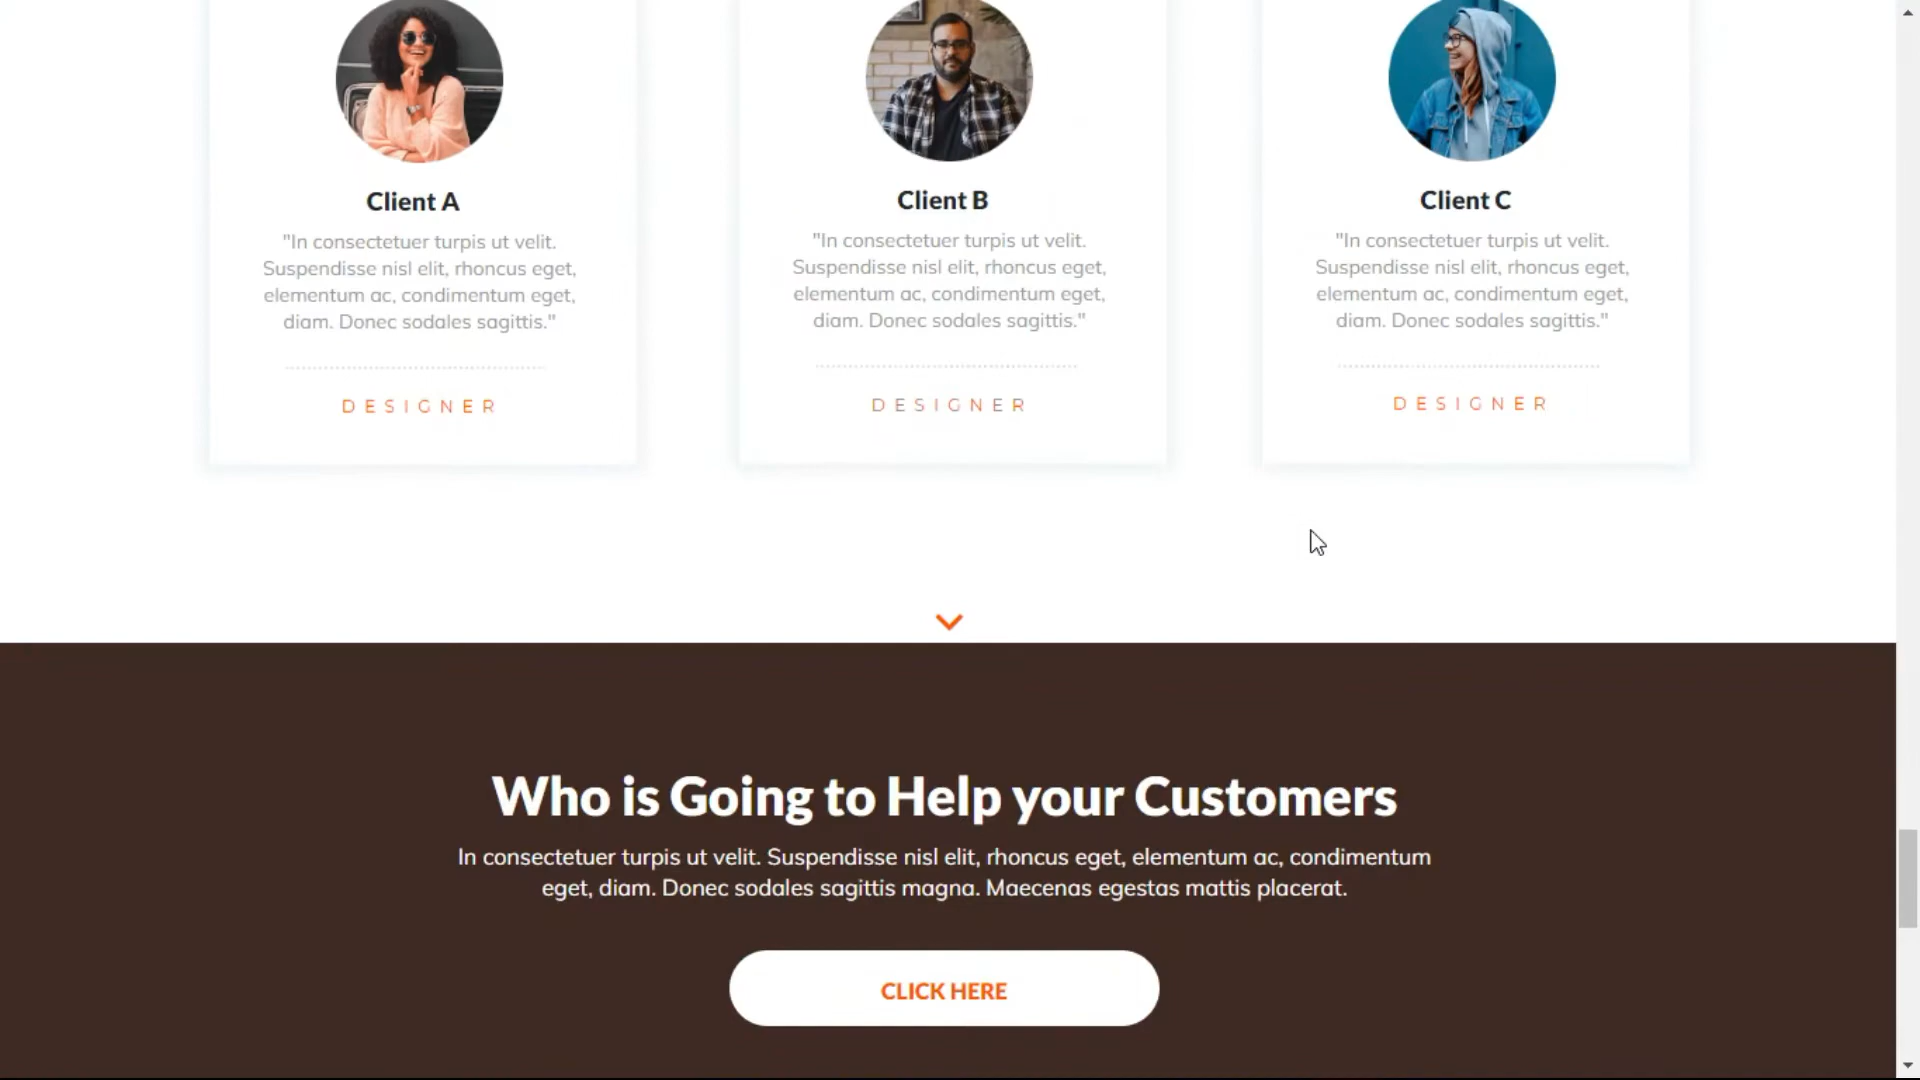 Client A
"In consectetuer turpis ut velit.
Suspendisse nisl elit, rhoncus eget,
elementum ac, condimentum eget,
diam. Donec sodales sagittis."
DESIGNER
Client B
"In consectetuer turpis ut velit.
Suspendisse nisl elit, rhoncus eget,
elementum ac, condimentum eget,
diam. Donec sodales sagittis."
DESIGNER
Client C
"In consectetuer turpis ut velit.
Suspendisse nisl elit, rhoncus eget,
elementum ac, condimentum eget,
diam. Donec sodales sagittis."
DESIGNER
Who is Going to Help your Customers
In consectetuer turpis ut velit. Suspendisse nisl elit, rhoncus eget, elementum ac, condimentum
eget, diam. Donec sodales sagittis magna. Maecenas egestas mattis placerat.
CLICK HERE